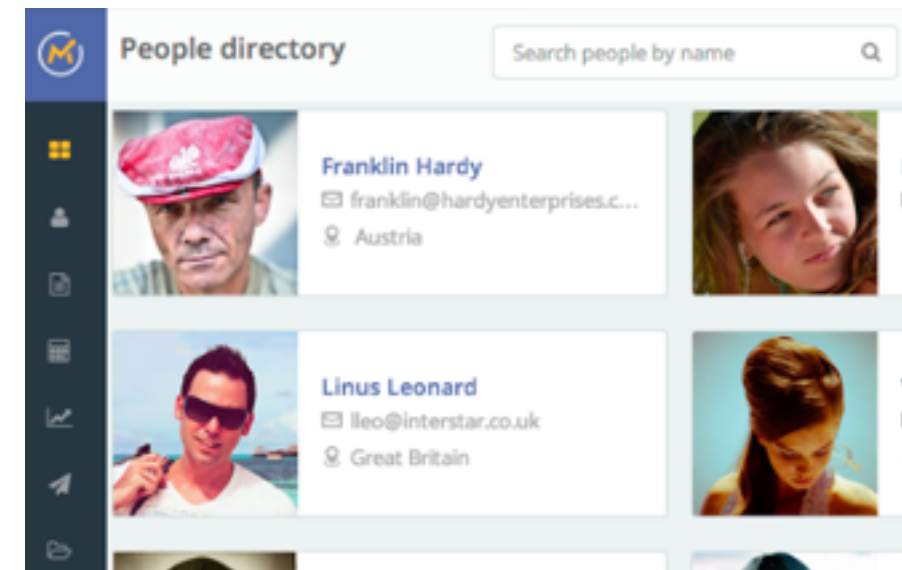 People directory
Search people by name
Franklin Hardy
franklin@hardyenterprises.c...
Austria
Linus Leonard
lleo@interstar.co.uk
Great Britain